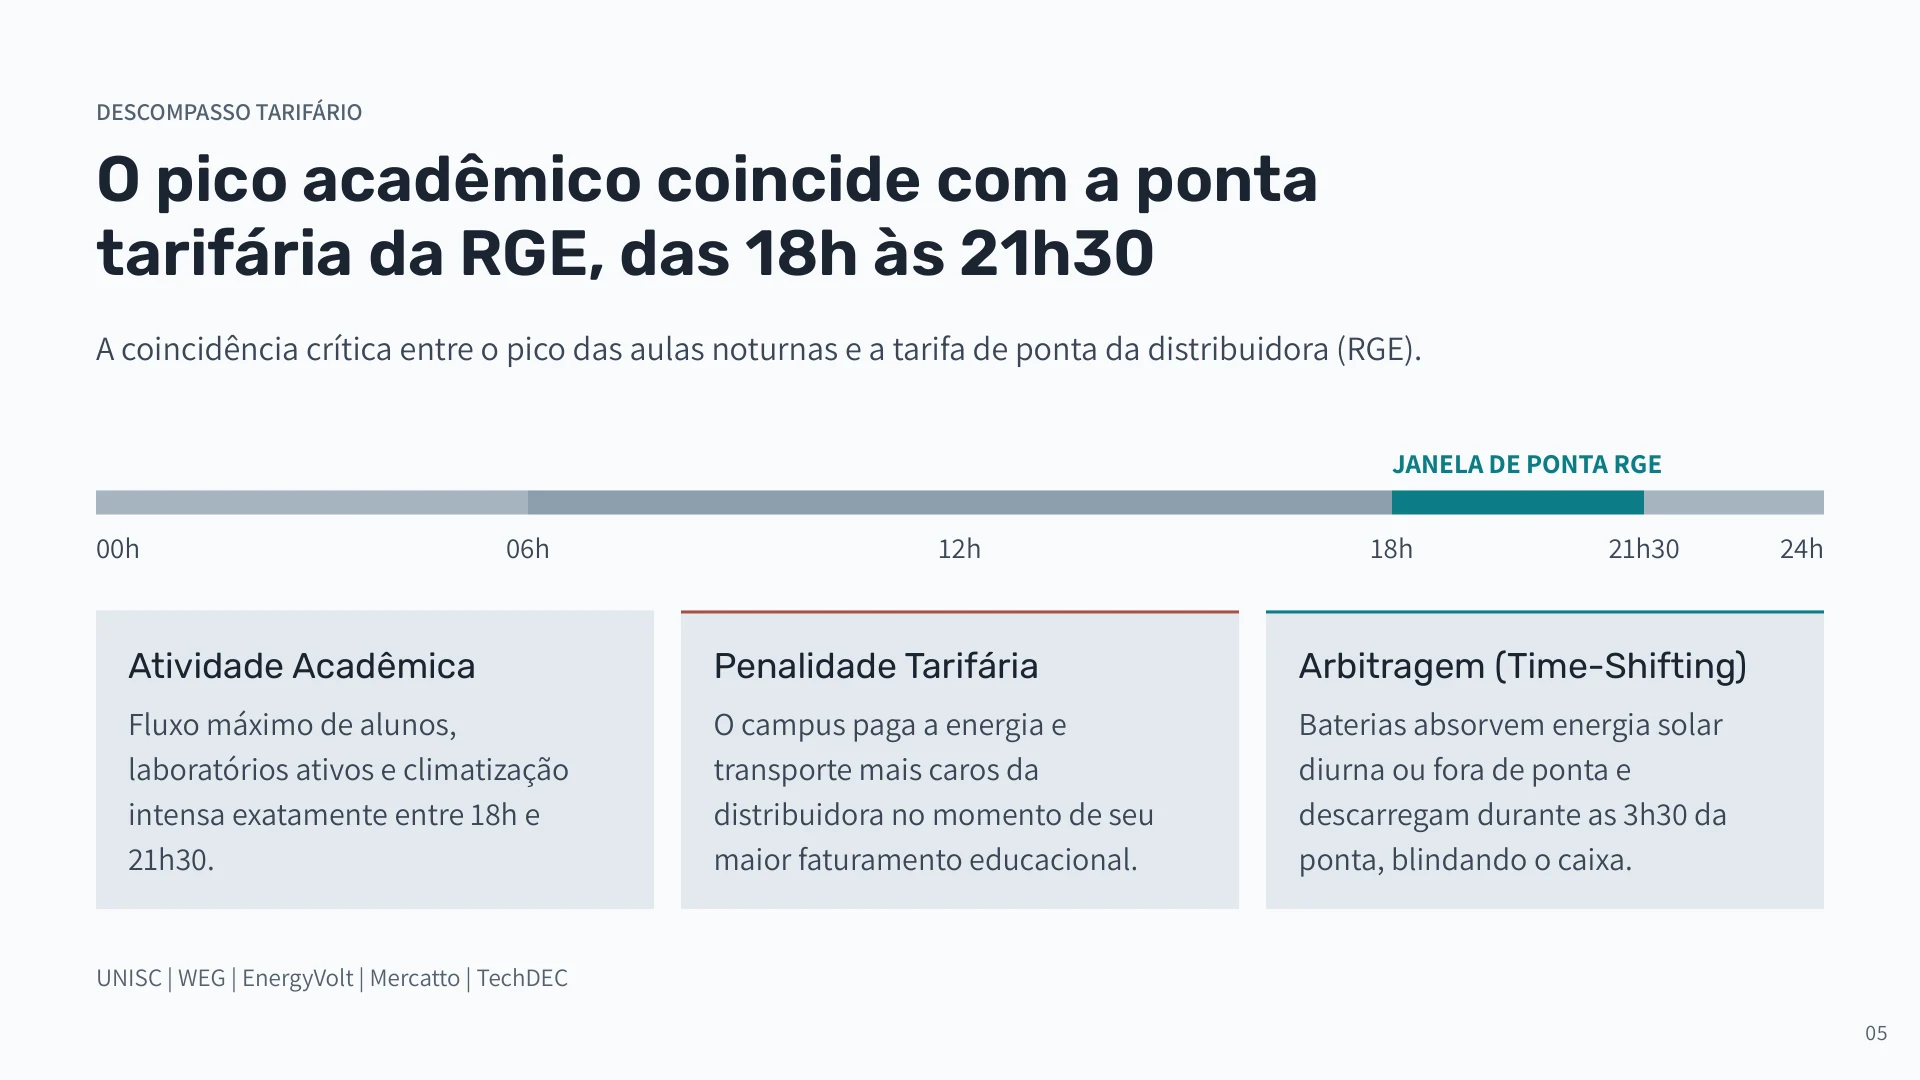 DESCOMPASSO TARIFÁRIO
O pico acadêmico coincide com a ponta
tarifária da RGE, das 18h às 21h30
A coincidência crítica entre o pico das aulas noturnas e a tarifa de ponta da distribuidora (RGE).
JANELA DE PONTA RGE
00h 06h 12h 18h 21h30 24h
Atividade Acadêmica
Fluxo máximo de alunos,
laboratórios ativos e climatização
intensa exatamente entre 18h e
21h30.
Penalidade Tarifária
O campus paga a energia e
transporte mais caros da
distribuidora no momento de seu
maior faturamento educacional.
Arbitragem (Time-Shifting)
Baterias absorvem energia solar
diurna ou fora de ponta e
descarregam durante as 3h30 da
ponta, blindando o caixa.
UNISC | WEG | EnergyVolt | Mercatto | TechDEC
05